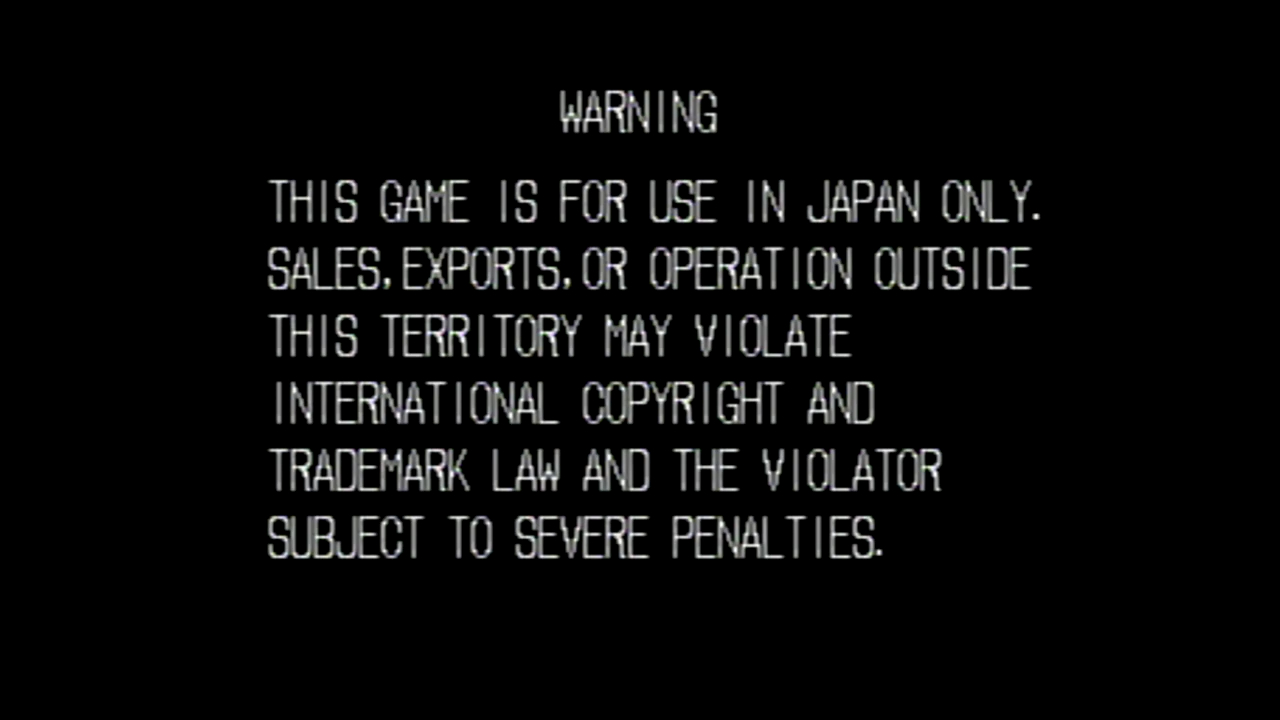 WARNING
THIS GAME IS FOR USE IN JAPAN ONLY.
SALES,EXPORTS,OR OPERATION OUTSIDE
THIS TERRITORY MAY VIOLATE
INTERNATIONAL COPYRIGHT AND
TRADEMARK LAW AND THE VIOLATOR
SUBJECT TO SEVERE PENALTIES.